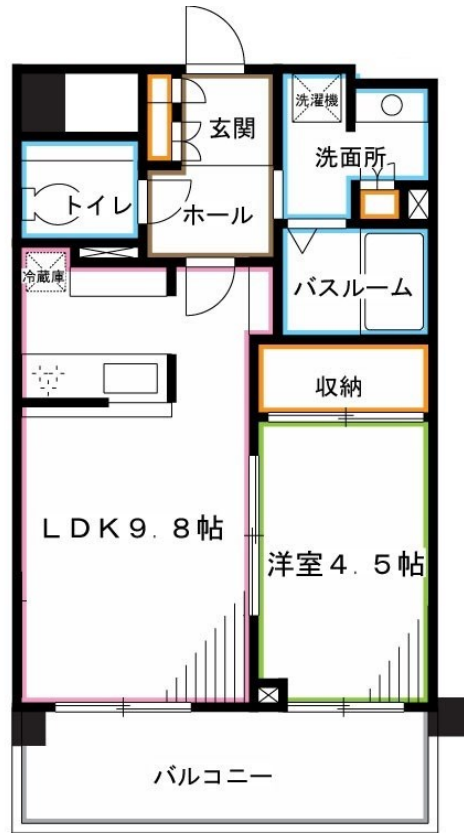 洗濯機
玄関
洗面所
トイレ
ホール
冷蔵庫
バスルーム
収納
ＬＤＫ９．８帖
洋室４．５帖
バルコニー